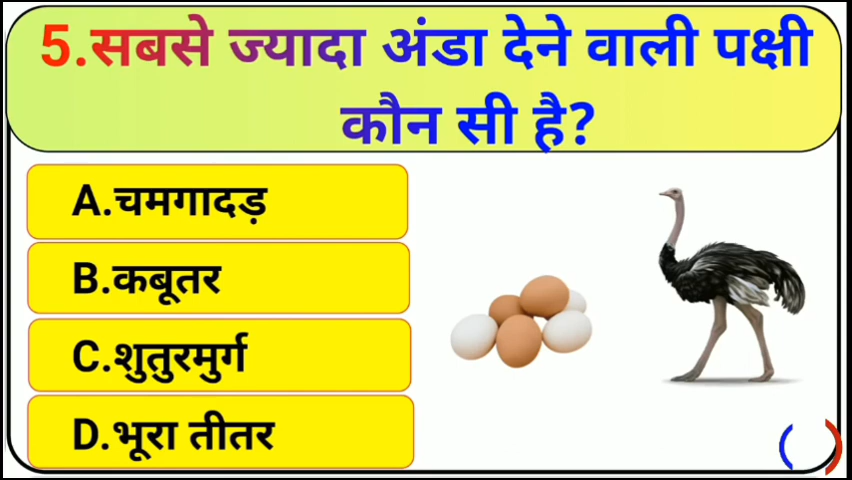 5.सबसे ज्यादा अंडा देने वाली पक्षी
कौन सी है?
A.चमगादड़
B.कबूतर
C.शुतुरमुर्ग
D.भूरा तीतर